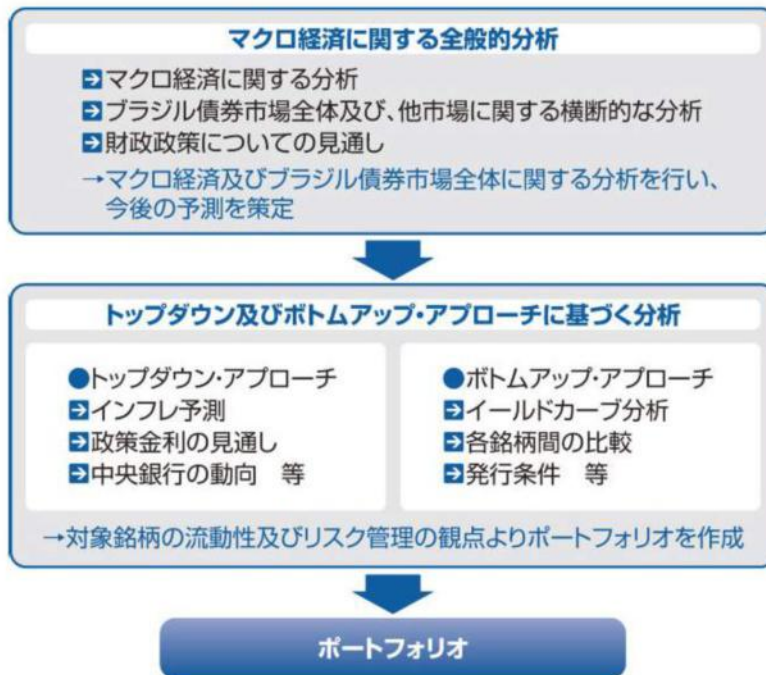 マクロ経済に関する全般的分析
マクロ経済に関する分析
ブラジル債券市場全体及び、他市場に関する横断的な分析
財政政策についての見通し
→マクロ経済及びブラジル債券市場全体に関する分析を行い、
今後の予測を策定
トップダウン及びボトムアップ・アプローチに基づく分析
●トップダウン・アプローチ
インフレ予測
政策金利の見通し
中央銀行の動向　等
●ボトムアップ・アプローチ
イールドカーブ分析
各銘柄間の比較
発行条件　等
→対象銘柄の流動性及びリスク管理の観点よりポートフォリオを作成
ポートフォリオ